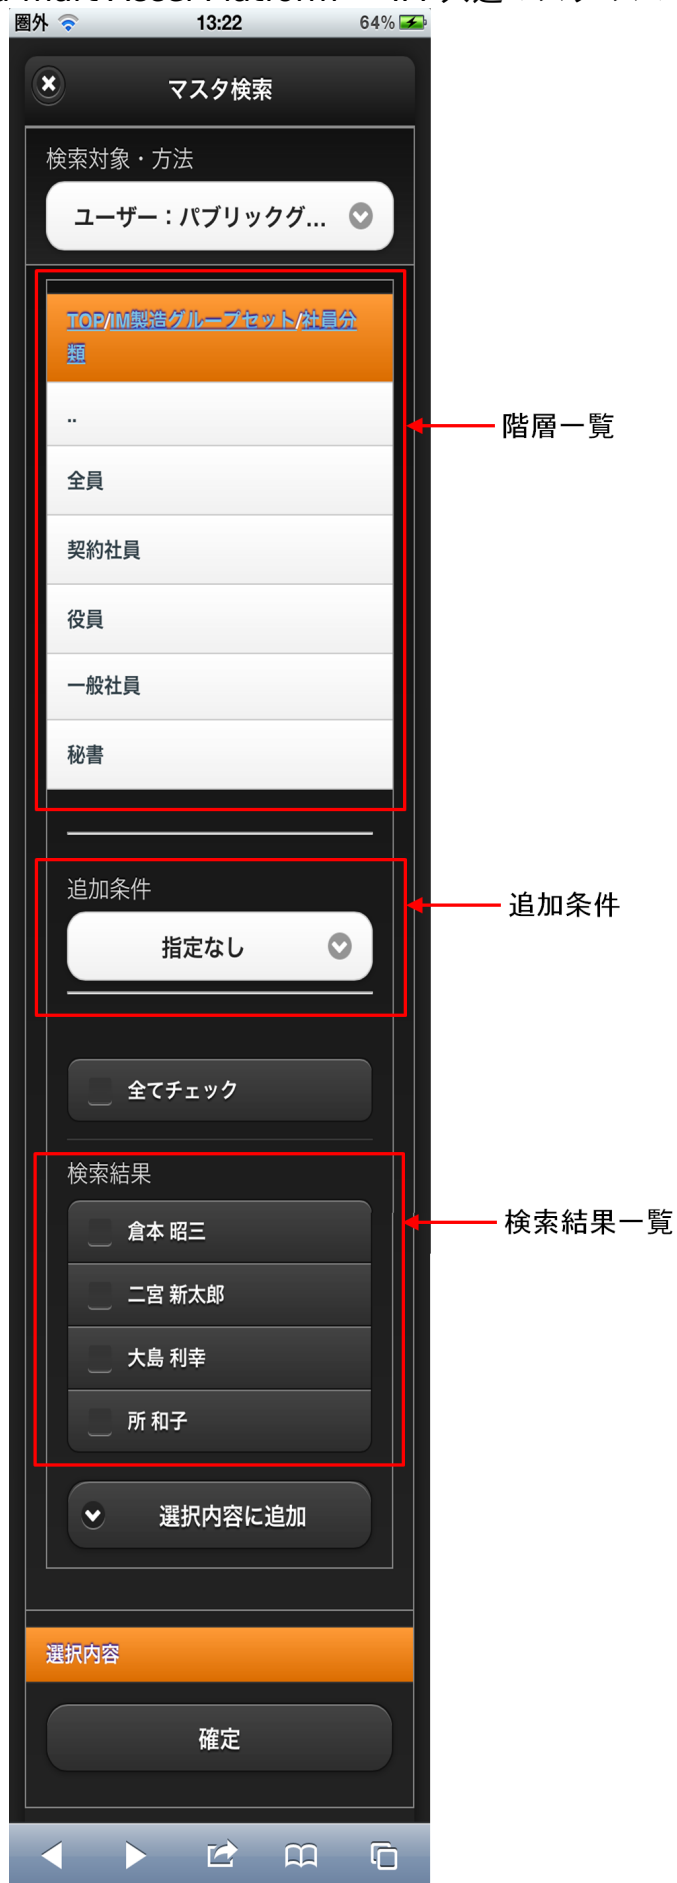 圏外 13:22 64%
マスタ検索
検索対象・方法
ユーザー：パブリックグ...
TOP/IM製造グループセット/社員分
類
..
階層一覧
全員
契約社員
役員
一般社員
秘書
追加条件
追加条件
指定なし
全てチェック
検索結果
検索結果一覧
倉本 昭三
二宮 新太郎
大島 利幸
所 和子
選択内容に追加
選択内容
確定